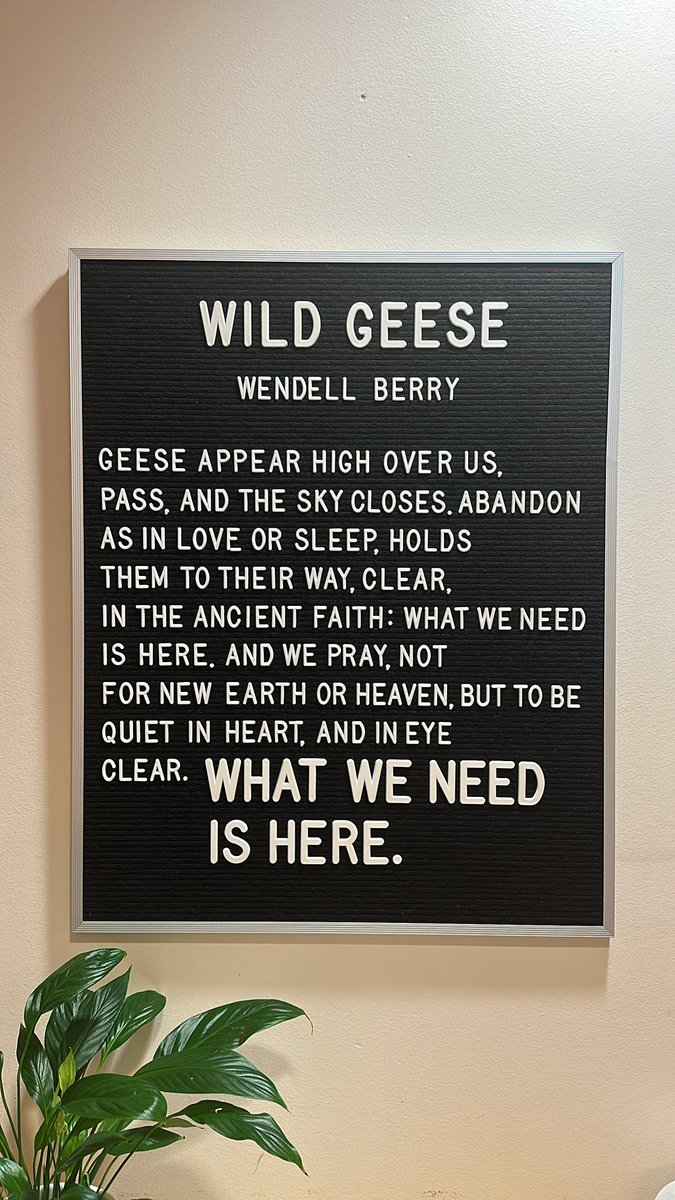 WILD GEESE
WENDELL BERRY
GEESE APPEAR HIGH OVER US,
PASS, AND THE SKY CLOSES. ABANDON
AS IN LOVE OR SLEEP, HOLDS
THEM TO THEIR WAY, CLEAR,
IN THE ANCIENT FAITH: WHAT WE NEED
IS HERE. AND WE PRAY, NOT
FOR NEW EARTH OR HEAVEN, BUT TO BE
QUIET IN HEART, AND IN EYE
CLEAR. WHAT WE NEED
IS HERE.